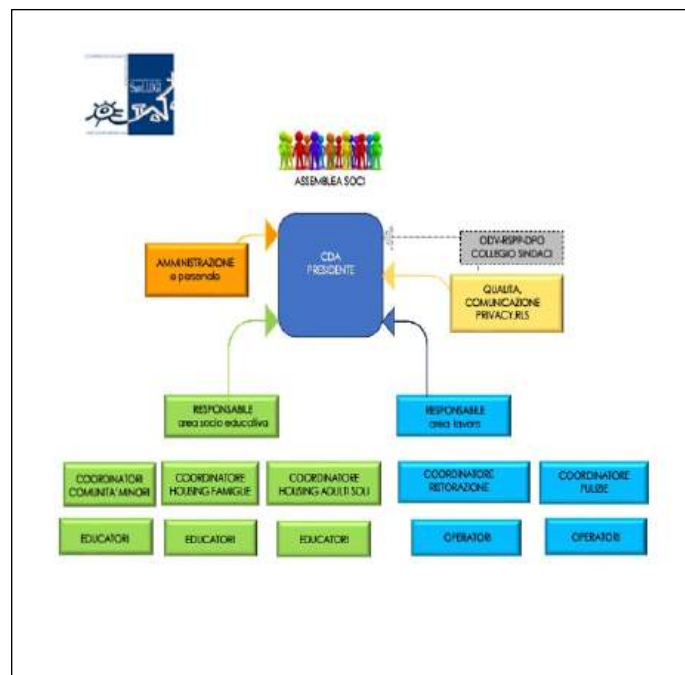 San LUIGI
ASSEMBLEA SOCI
CDA
PRESIDENTE
AMMINISTRAZIONE
e personale
ODV-RSPP-DPO
COLLEGIO SINDACI
QUALITA,
COMUNICAZIONE
PRIVACY.RLS
RESPONSABILE
area socio educativa
RESPONSABILE
area lavoro
COORDINATORI
COMUNITA' MINORI
COORDINATORE
HOUSING FAMIGLIE
COORDINATORE
HOUSING ADULTI SOLI
COORDINATORE
RISTORAZIONE
COORDINATORE
PULIZIE
EDUCATORI
EDUCATORI
EDUCATORI
OPERATORI
OPERATORI